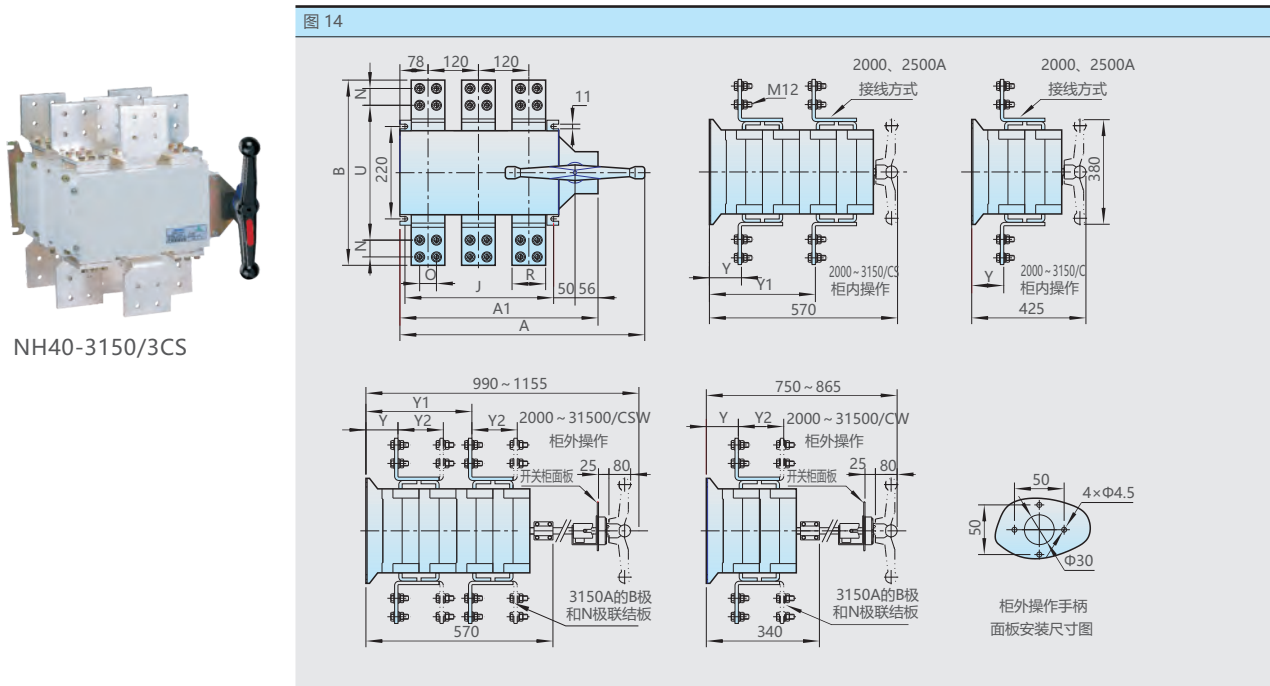 图 14
NH40-3150/3CS
78
120
120
11
N
B
U
220
N
O
J
R
50
56
A1
A
M12
2000、2500A
接线方式
Y
2000~3150/CS
柜内操作
Y1
570
2000、2500A
接线方式
380
Y
2000~3150/C
柜内操作
425
990~1155
Y1
Y
Y2
Y2
2000~31500/CSW
柜外操作
25
80
开关柜面板
3150A的B极
和N极联结板
570
750~865
Y
Y2
2000~31500/CW
柜外操作
25
80
开关柜面板
3150A的B极
和N极联结板
340
50
4×Φ4.5
50
Φ30
柜外操作手柄
面板安装尺寸图